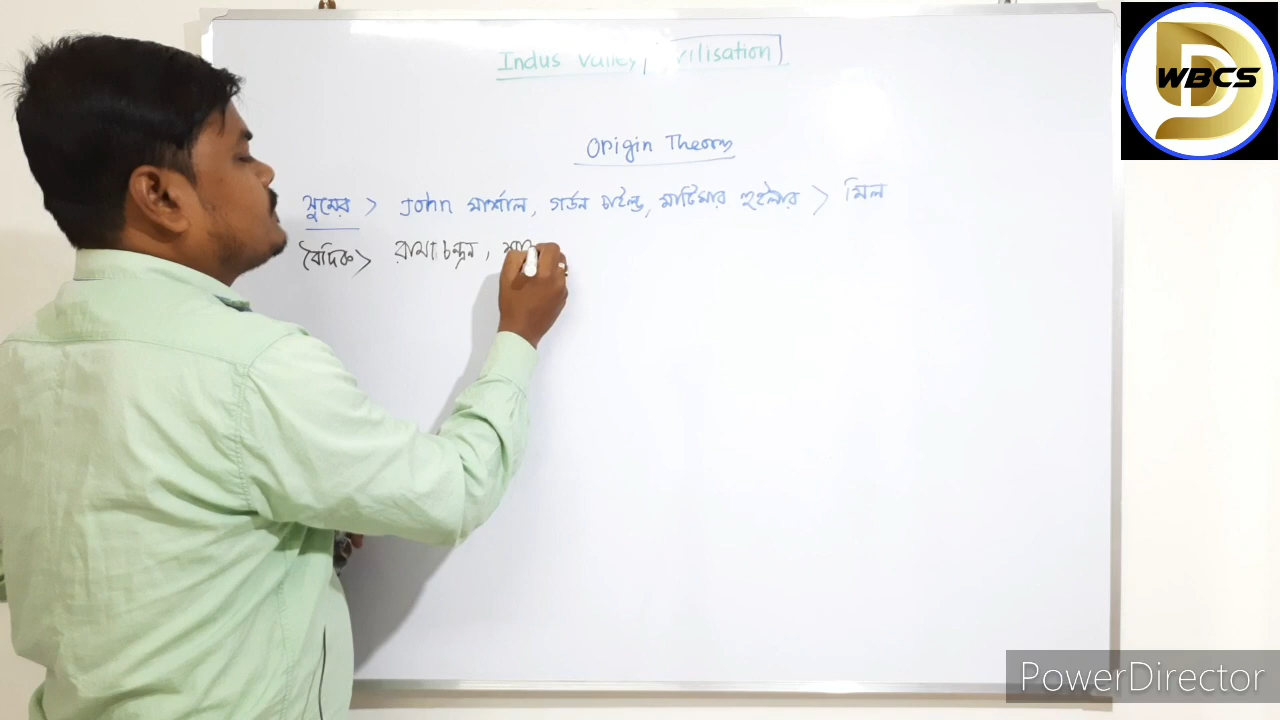 Indus Valley Civilisation
Origin Theory
সুমের > John মার্শাল, গর্ডন চাইল্ড, মার্টিমার হুইলার > মিল
বৈদিক > রামা চন্দ্রন,
WBCS
PowerDirector